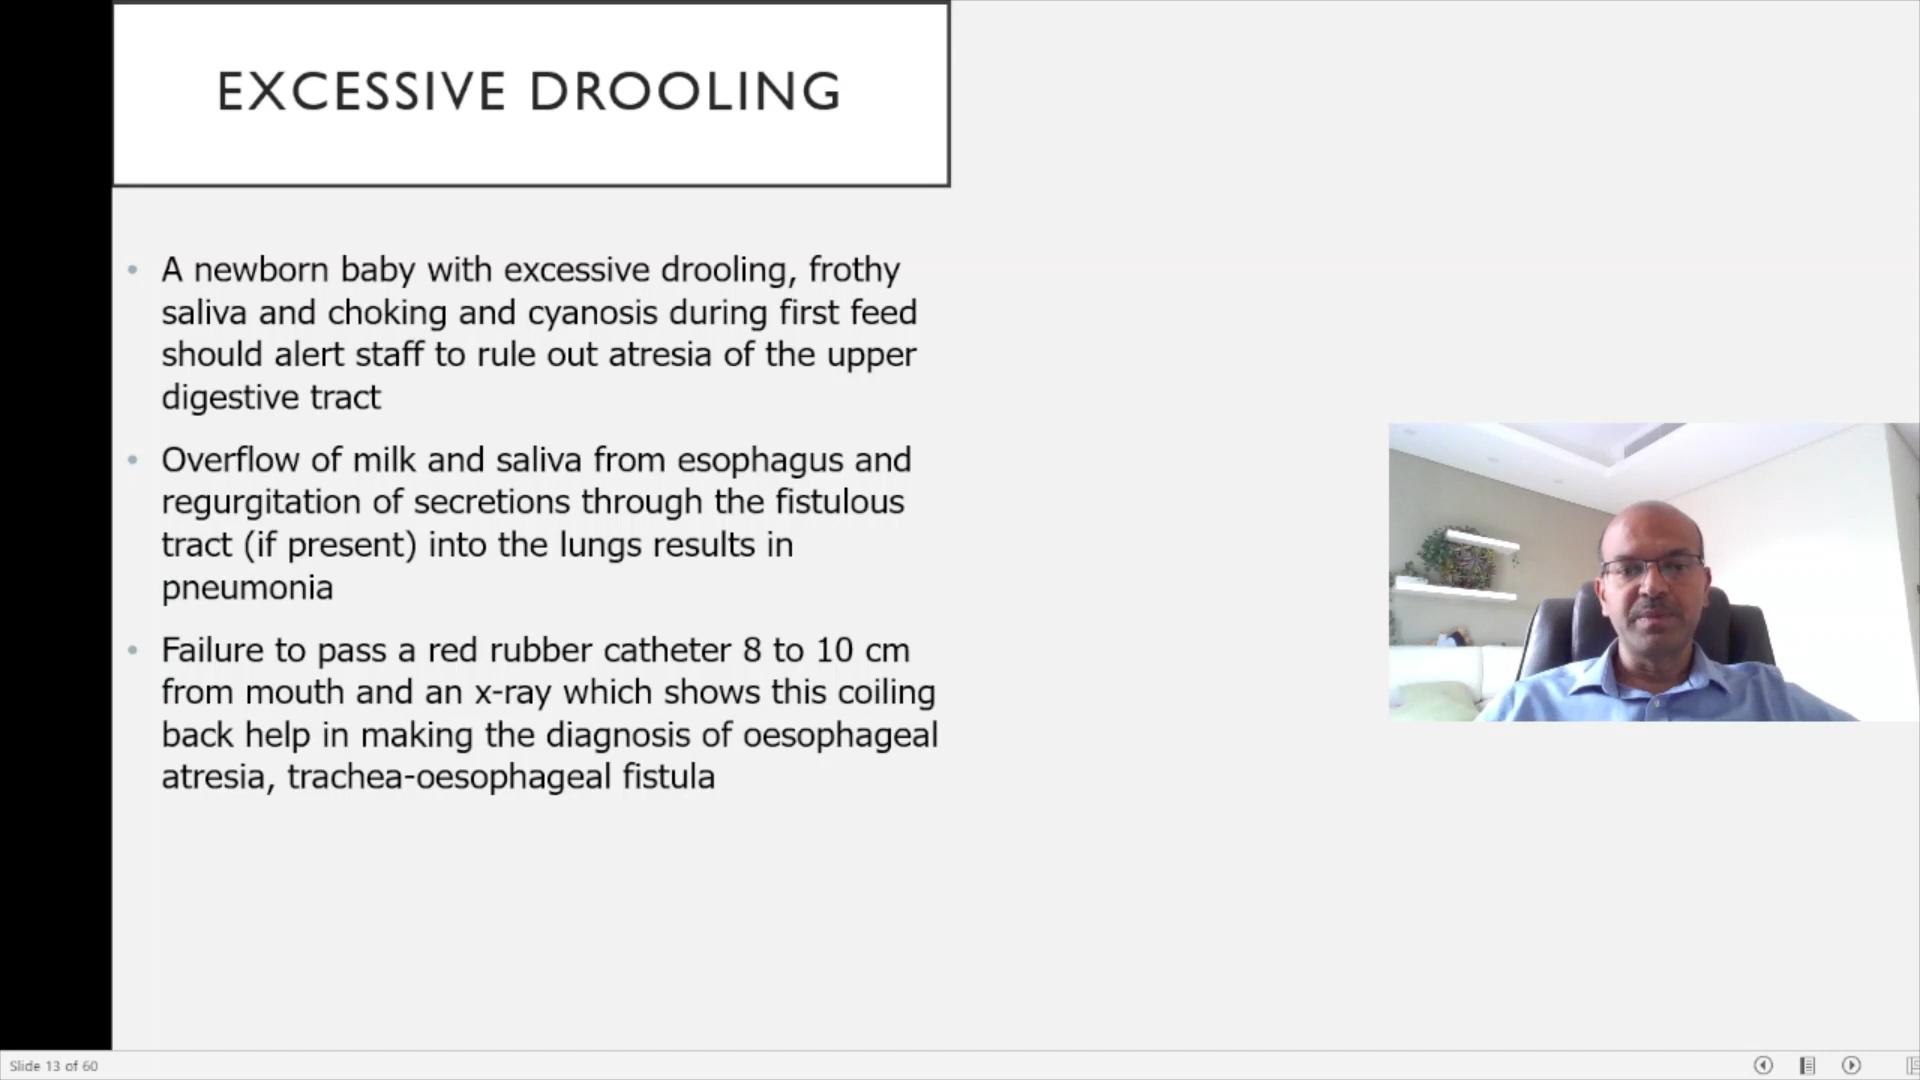 EXCESSIVE DROOLING
• A newborn baby with excessive drooling, frothy
saliva and choking and cyanosis during first feed
should alert staff to rule out atresia of the upper
digestive tract
• Overflow of milk and saliva from esophagus and
regurgitation of secretions through the fistulous
tract (if present) into the lungs results in
pneumonia
• Failure to pass a red rubber catheter 8 to 10 cm
from mouth and an x-ray which shows this coiling
back help in making the diagnosis of oesophageal
atresia, trachea-oesophageal fistula
Slide 13 of 60